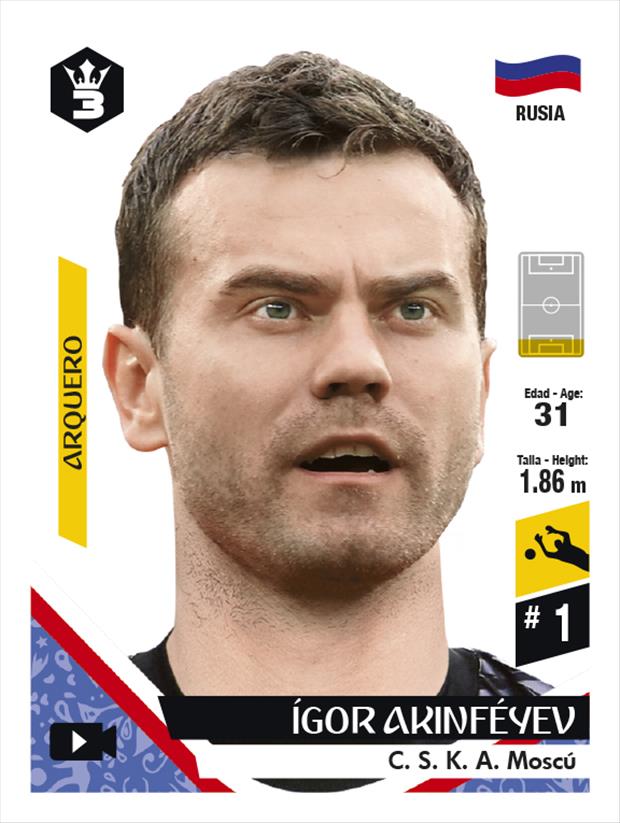 3
RUSIA
ARQUERO
Edad - Age:
31
Talla - Height:
1.86 m
# 1
ÍGOR AKINFÉYEV
C. S. K. A. Moscú